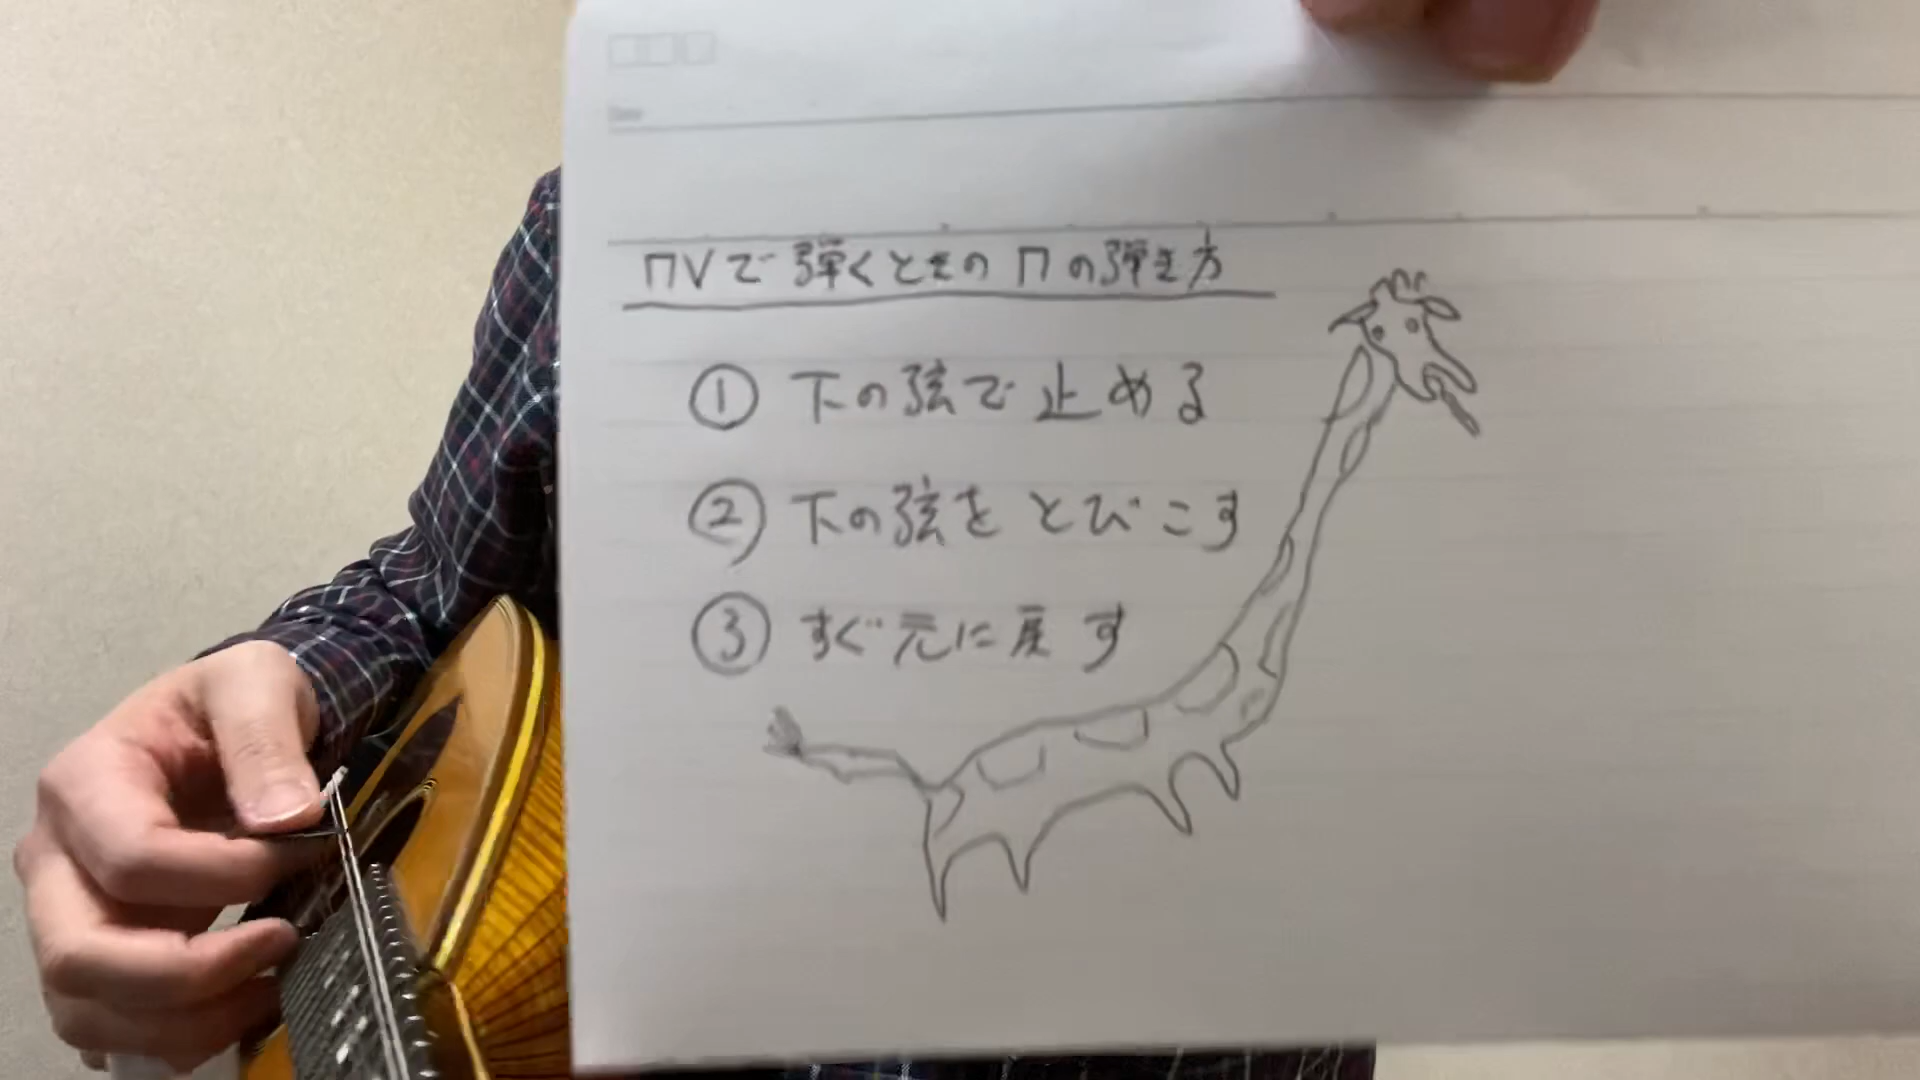 Date
ΠVで弾くときのΠの弾き方
① 下の弦で止める
② 下の弦をとびこす
③ すぐ元に戻す